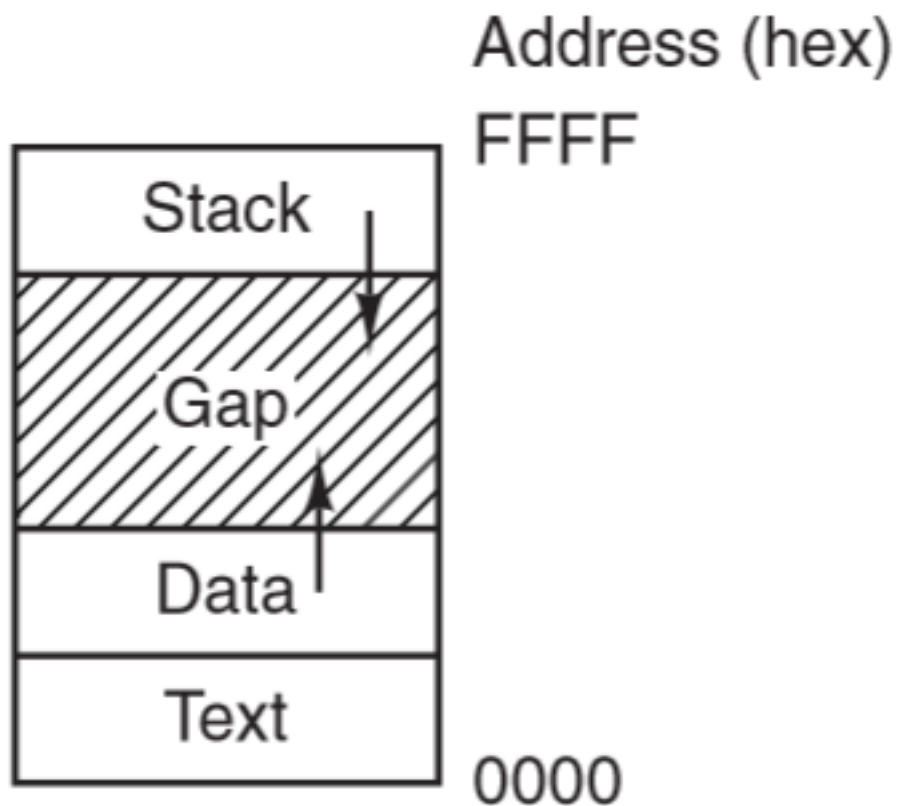 Address (hex)
FFFF
Stack
Gap
Data
Text
0000